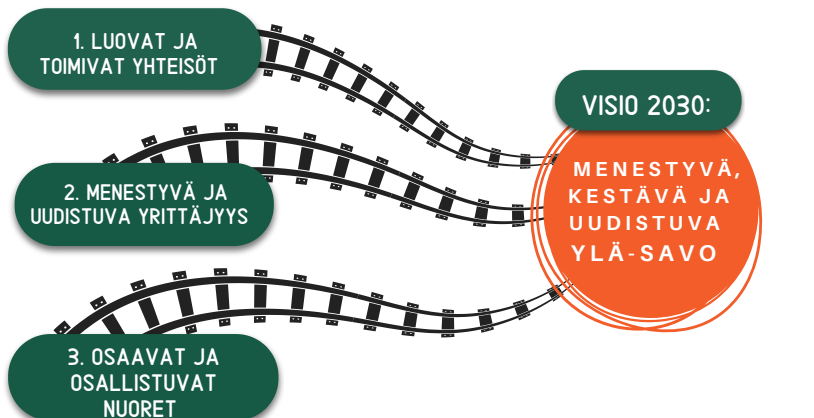 1. LUOVAT JA
TOIMIVAT YHTEISÖT
2. MENESTYVÄ JA
UUDISTUVA YRITTÄJYYS
3. OSAAVAT JA
OSALLISTUVAT
NUORET
VISIO 2030:
MENESTYVÄ,
KESTÄVÄ JA
UUDISTUVA
YLÄ-SAVO